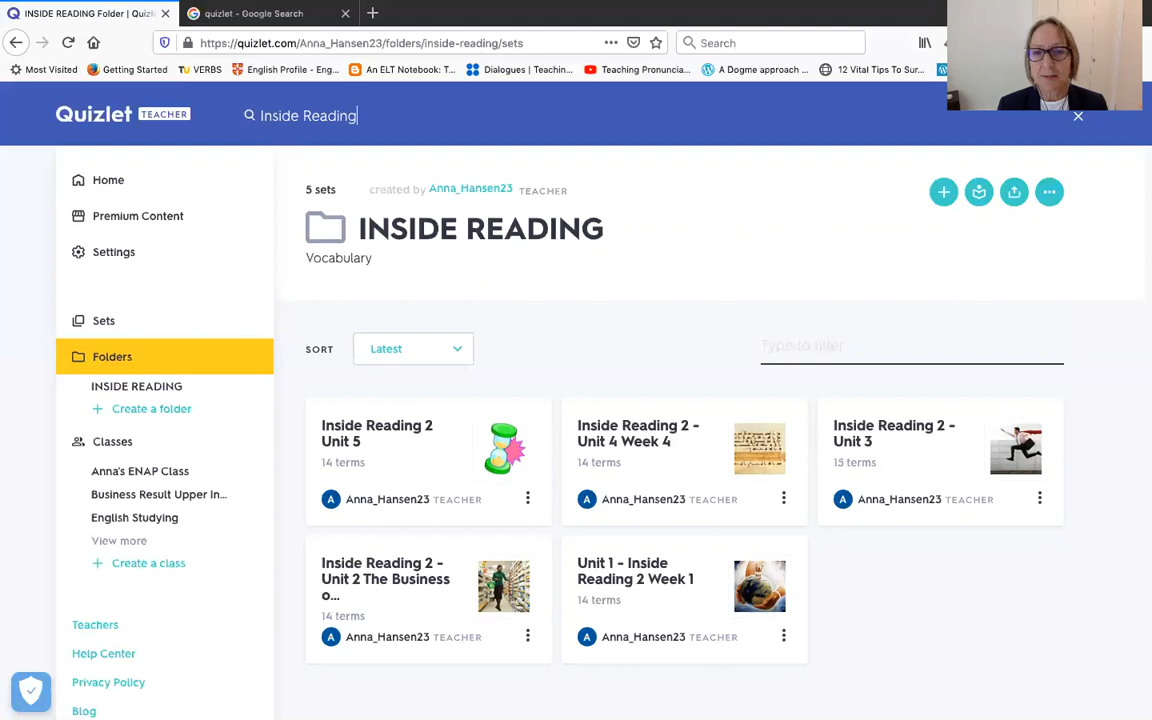 INSIDE READING Folder | Quizl
quizlet - Google Search
https://quizlet.com/Anna_Hansen23/folders/inside-reading/sets
Search
Most Visited
Getting Started
TU VERBS
English Profile - Eng...
An ELT Notebook: T...
Dialogues | Teachin...
Teaching Pronuncia...
A Dogme approach ...
12 Vital Tips To Sur...
Quizlet TEACHER
Inside Reading
Home
Premium Content
Settings
Sets
Folders
INSIDE READING
+ Create a folder
Classes
Anna's ENAP Class
Business Result Upper In...
English Studying
View more
+ Create a class
Teachers
Help Center
Privacy Policy
Blog
5 sets
created by Anna_Hansen23 TEACHER
INSIDE READING
Vocabulary
SORT
Latest
Type to filter
Inside Reading 2
Unit 5
14 terms
A Anna_Hansen23 TEACHER
Inside Reading 2 -
Unit 4 Week 4
14 terms
A Anna_Hansen23 TEACHER
Inside Reading 2 -
Unit 3
15 terms
A Anna_Hansen23 TEACHER
Inside Reading 2 -
Unit 2 The Business
o...
14 terms
A Anna_Hansen23 TEACHER
Unit 1 - Inside
Reading 2 Week 1
14 terms
A Anna_Hansen23 TEACHER